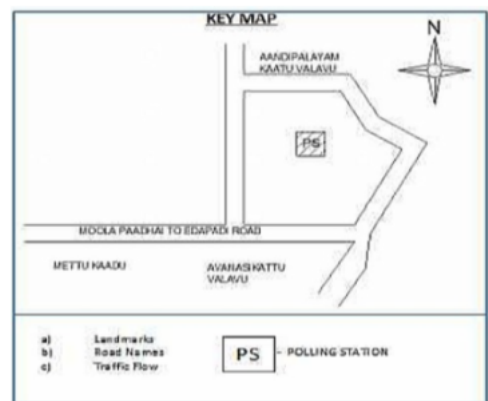 KEY MAP
N
AANDIPALAYAM
KAATU VALAVU
PS
MOOLA PAADHAI TO EDAPADI ROAD
METTU KAADU
AVANASIKATTU
VALAVU
a) Landmarks
b) Road Names
c) Traffic Flow
PS - POLLING STATION